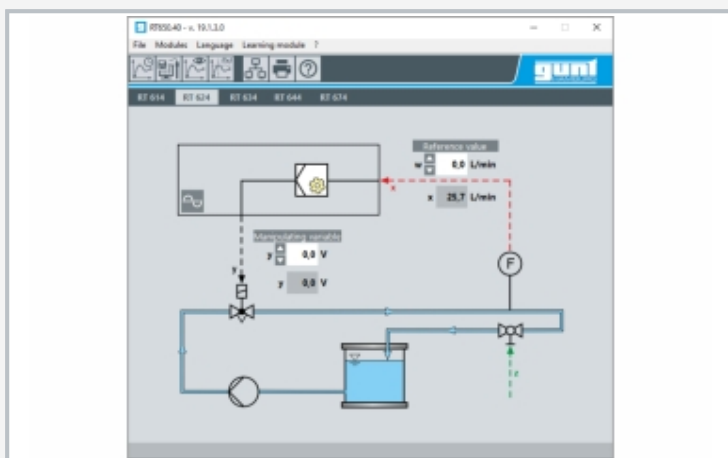 RT650.40 - v. 19.1.3.0
File Modules Language Learning module ?
gunt
RT 614 RT 624 RT 634 RT 644 RT 674
Reference value
w 0,0 L/min
x
x 25,7 L/min
Manipulating variable
y 0,0 V
y
y 0,0 V
F
z